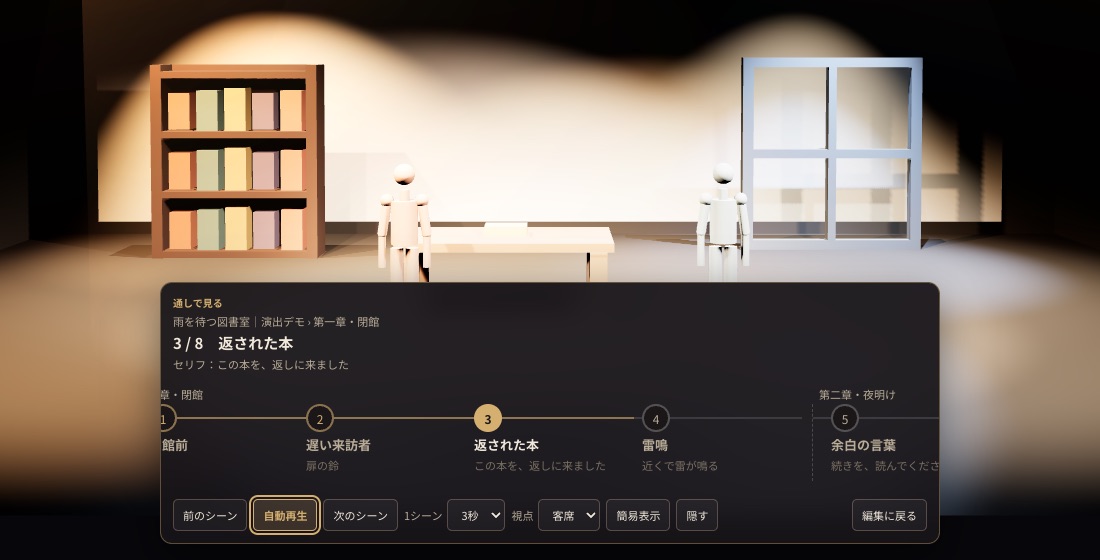 通しで見る
雨を待つ図書室｜演出デモ › 第一章・閉館
3 / 8　返された本
セリフ：この本を、返しに来ました
章・閉館
第二章・夜明け
1
2
3
4
5
館前
遅い来訪者
返された本
雷鳴
余白の言葉
扉の鈴
この本を、返しに来ました
近くで雷が鳴る
続きを、読んでくださ
前のシーン
自動再生
次のシーン
1シーン
3秒
視点
客席
簡易表示
隠す
編集に戻る